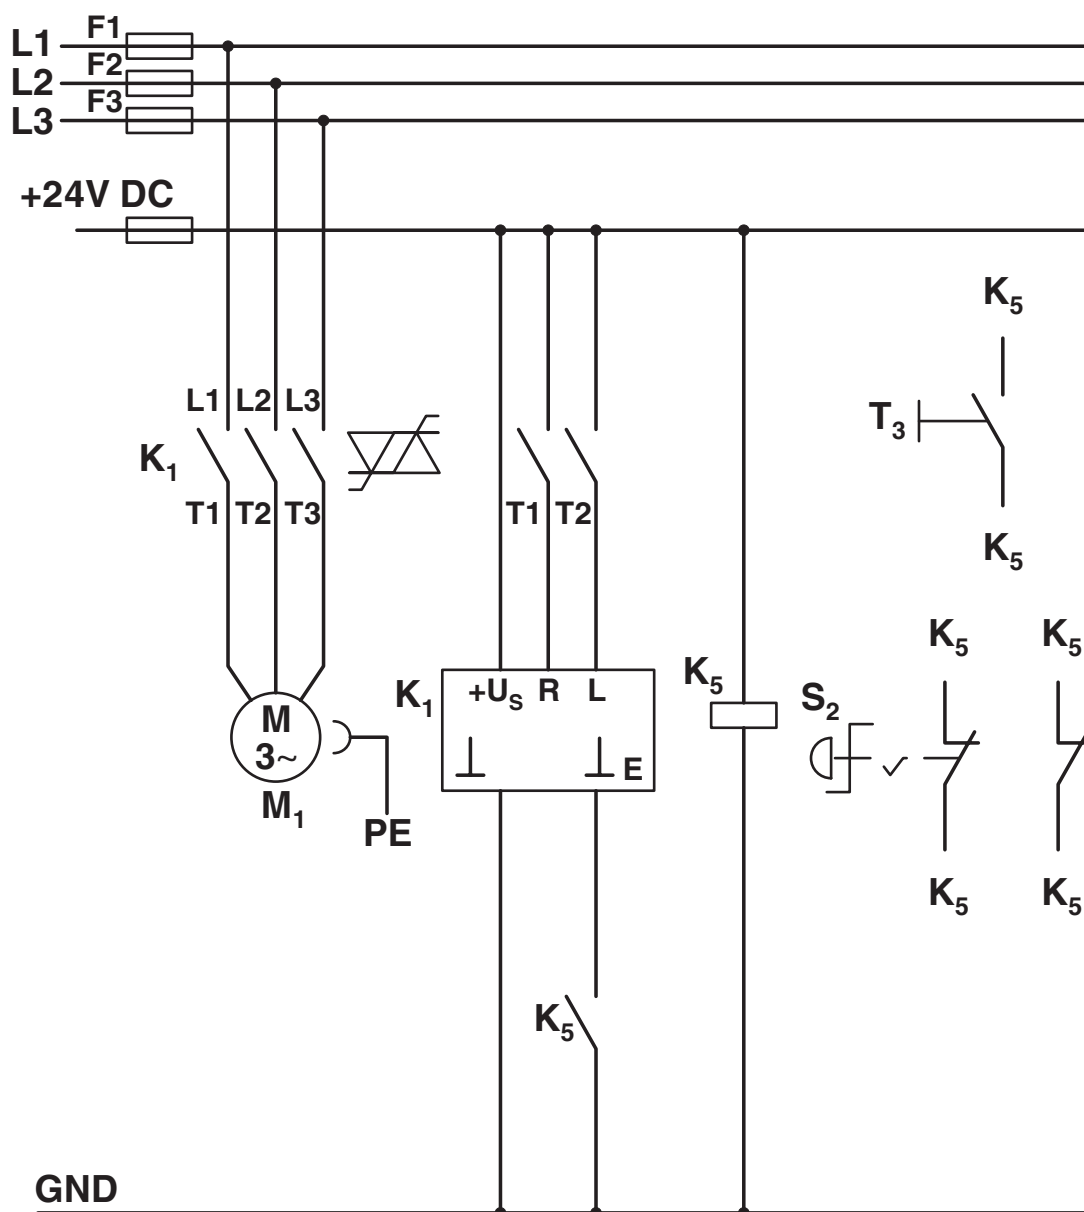 F1
L1
F2
L2
F3
L3
+24V DC
K5
L1 L2 L3
T3
K1
T1 T2 T3
T1 T2
K5
K5 K5
K1
+US R L
K5
S2
M
3~
E
M1
PE
K5 K5
K5
GND